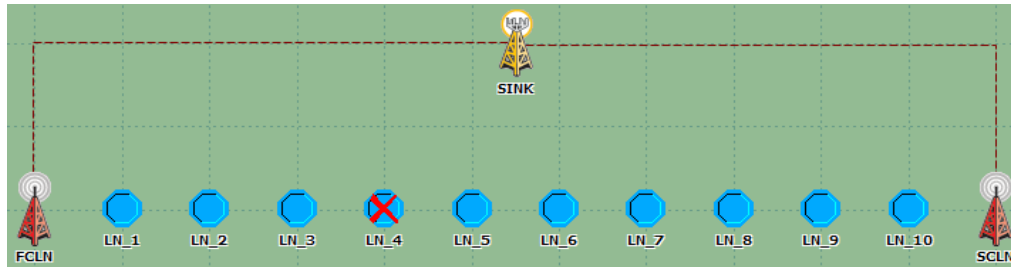 SINK
FCLN
LN_1
LN_2
LN_3
LN_4
LN_5
LN_6
LN_7
LN_8
LN_9
LN_10
SCLN